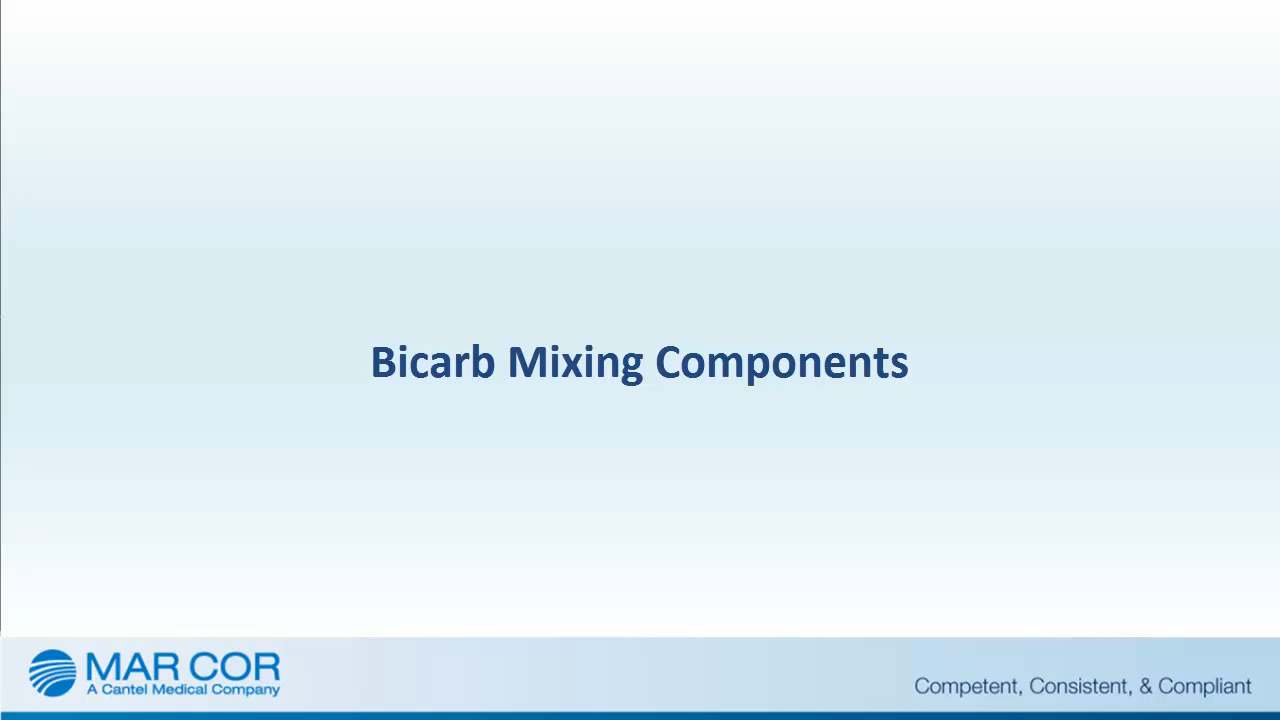 Bicarb Mixing Components
MAR COR
A Cantel Medical Company
Competent, Consistent, & Compliant